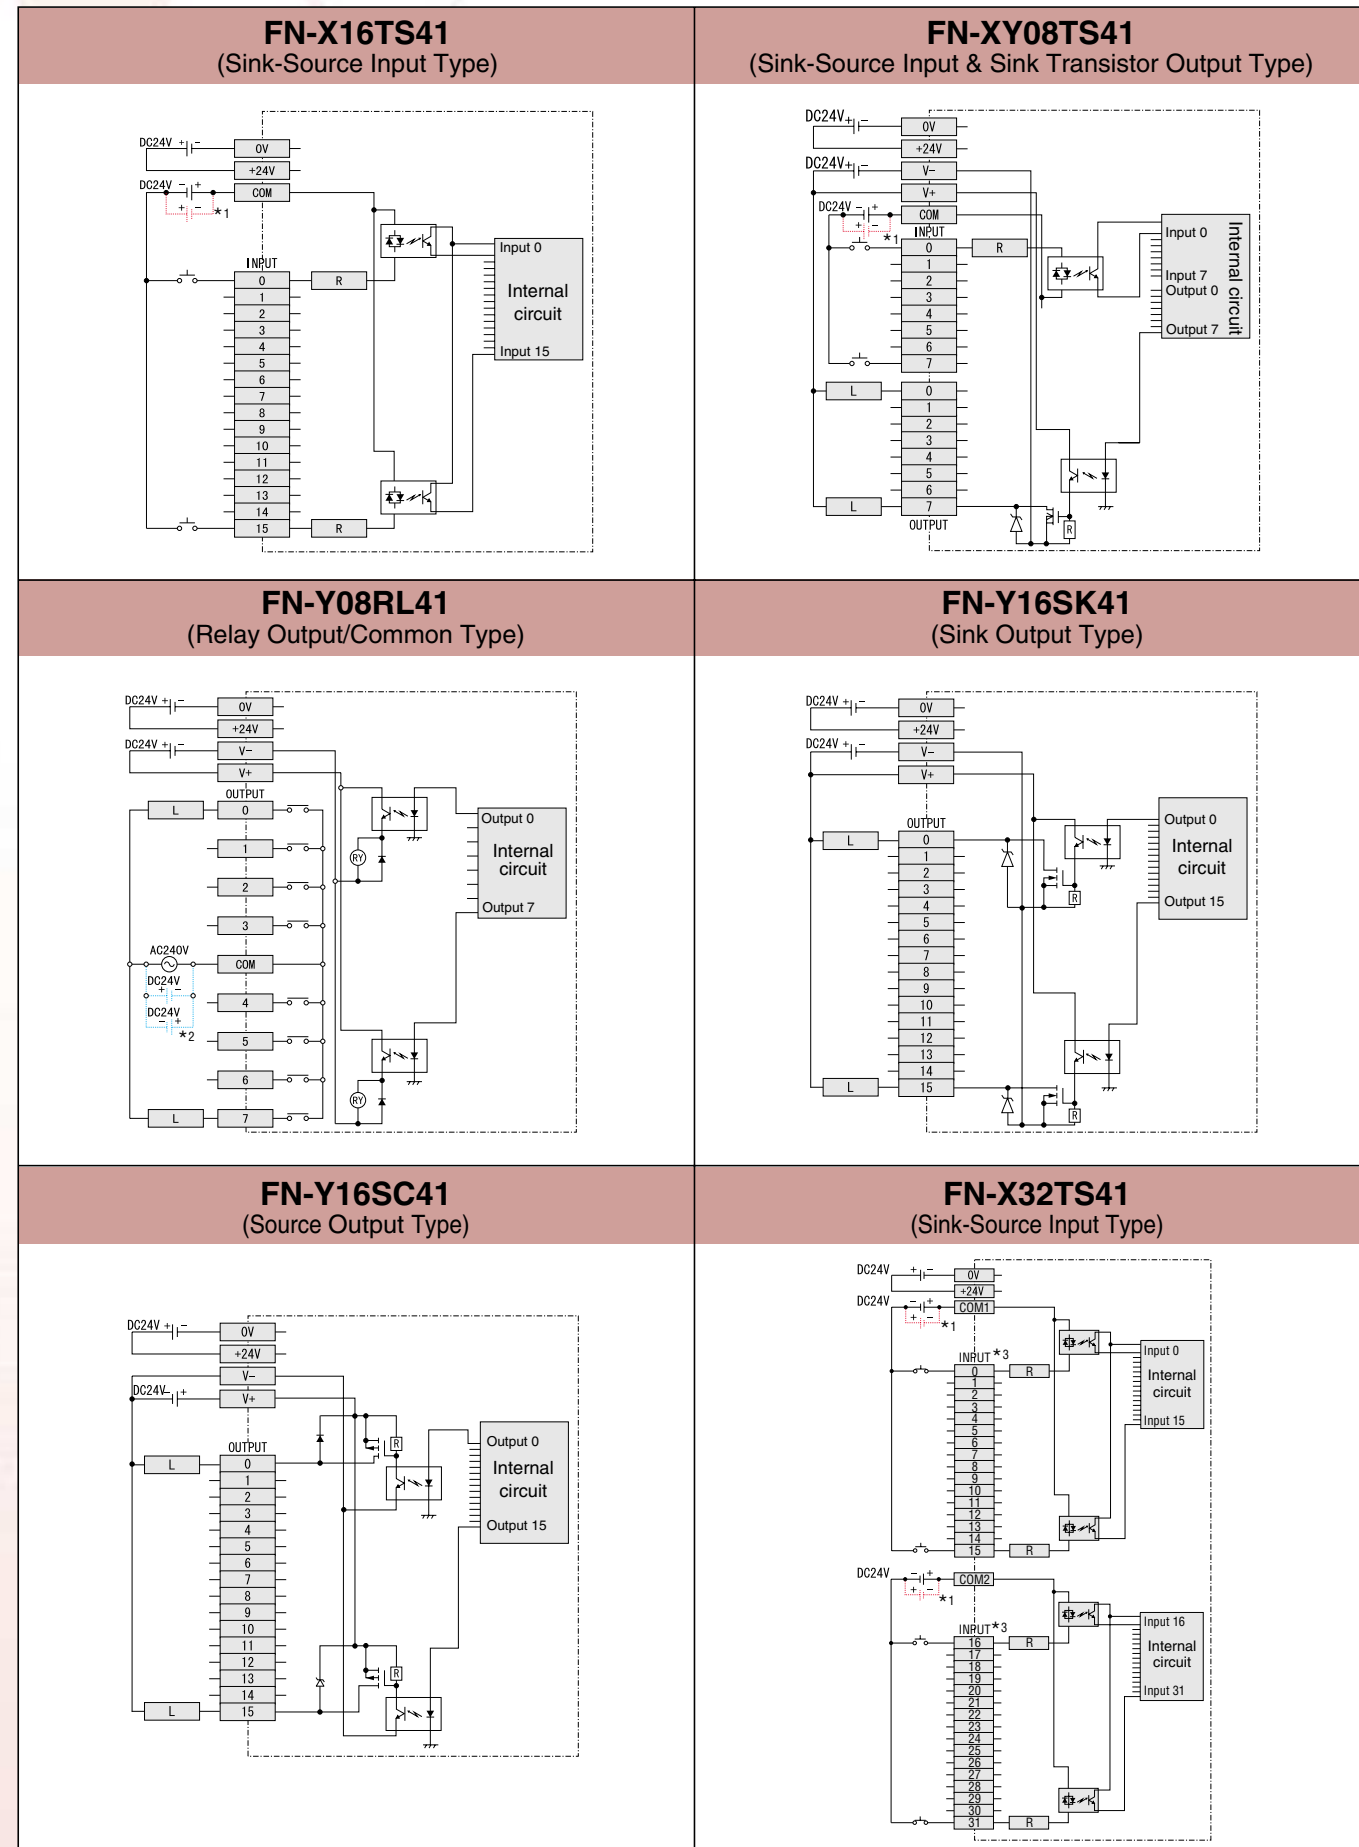 FN-X16TS41
(Sink-Source Input Type)
DC24V + -
0V
+24V
DC24V - +
COM
+ - *1
INPUT
0
R
1
2
3
4
5
6
7
8
9
10
11
12
13
14
15
R
Input 0
Internal
circuit
Input 15
FN-XY08TS41
(Sink-Source Input & Sink Transistor Output Type)
DC24V + -
0V
+24V
DC24V + -
V-
V+
DC24V - +
COM
+ - *1
INPUT
0
R
1
2
3
4
5
6
7
L
0
1
2
3
4
5
6
L
7
OUTPUT
R
Input 0
Input 7
Output 0
Output 7
Internal circuit
FN-Y08RL41
(Relay Output/Common Type)
DC24V + -
0V
+24V
DC24V + -
V-
V+
OUTPUT
L
0
1
2
3
AC240V
COM
DC24V
+ -
DC24V
- +
*2
4
5
6
L
7
RY
RY
Output 0
Internal
circuit
Output 7
FN-Y16SK41
(Sink Output Type)
DC24V + -
0V
+24V
DC24V + -
V-
V+
OUTPUT
L
0
1
2
3
4
5
6
7
8
9
10
11
12
13
14
L
15
R
R
Output 0
Internal
circuit
Output 15
FN-Y16SC41
(Source Output Type)
DC24V + -
0V
+24V
V-
DC24V - +
V+
OUTPUT
L
0
1
2
3
4
5
6
7
8
9
10
11
12
13
14
L
15
R
R
Output 0
Internal
circuit
Output 15
FN-X32TS41
(Sink-Source Input Type)
DC24V + -
0V
+24V
DC24V - +
COM1
+ - *1
INPUT *3
0
R
1
2
3
4
5
6
7
8
9
10
11
12
13
14
15
R
Input 0
Internal
circuit
Input 15
DC24V - +
COM2
+ - *1
INPUT *3
16
R
17
18
19
20
21
22
23
24
25
26
27
28
29
30
31
R
Input 16
Internal
circuit
Input 31